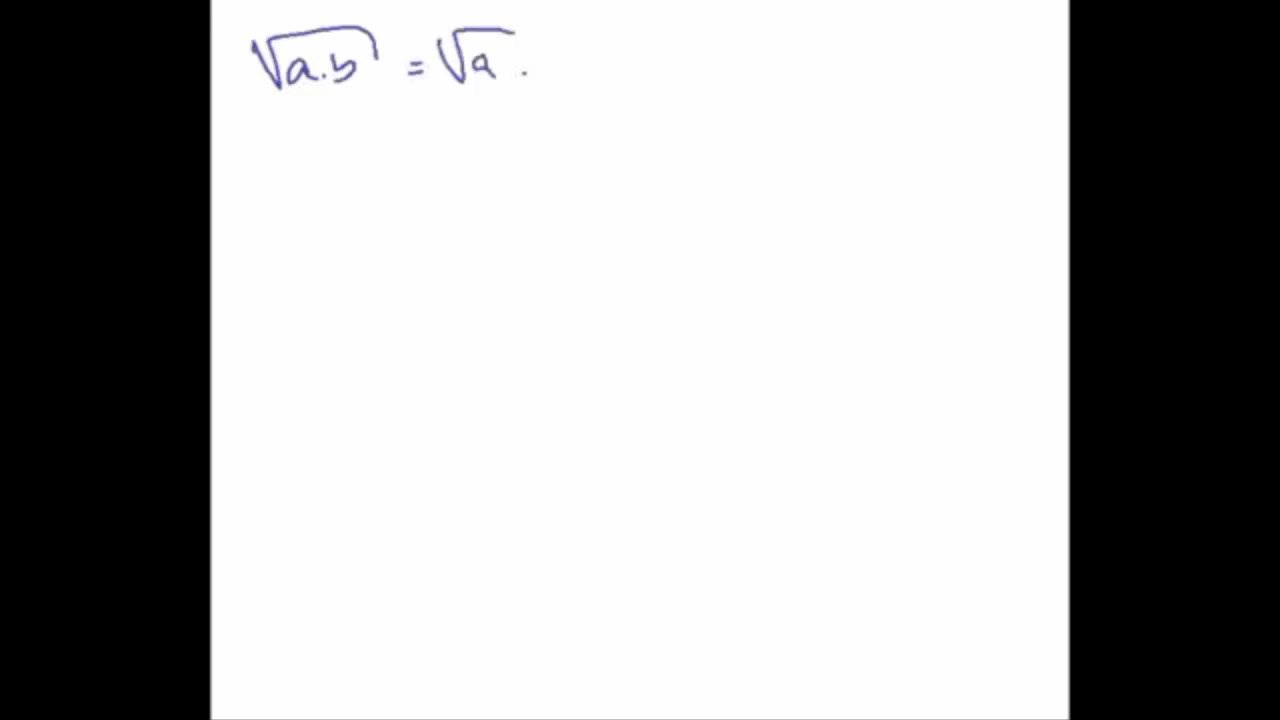 √a.b = √a .